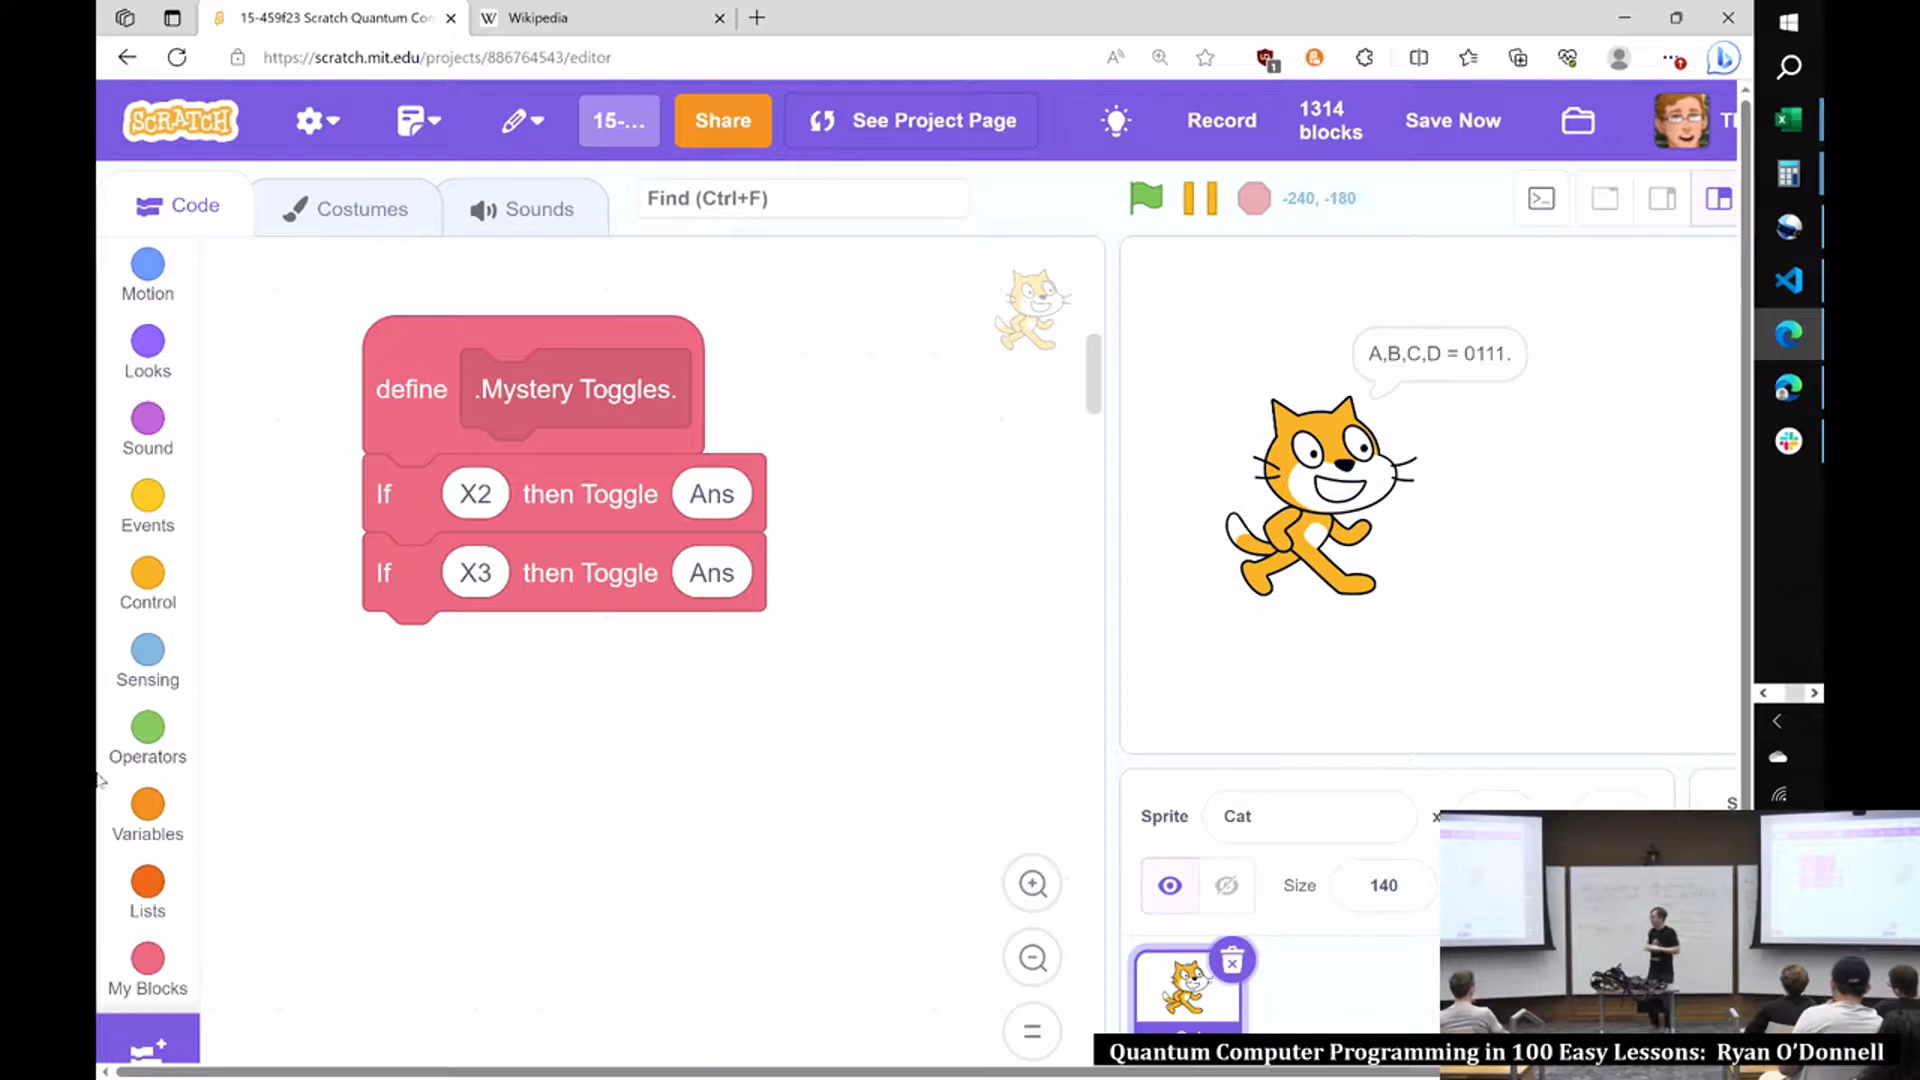 15-459f23 Scratch Quantum Con
Wikipedia
https://scratch.mit.edu/projects/886764543/editor
1
SCRATCH
15-...
Share
See Project Page
Record
1314 blocks
Save Now
Code
Costumes
Sounds
Find (Ctrl+F)
-240, -180
Motion
Looks
Sound
Events
Control
Sensing
Operators
Variables
Lists
My Blocks
define .Mystery Toggles.
If X2 then Toggle Ans
If X3 then Toggle Ans
A,B,C,D = 0111.
Sprite
Cat
x
S
Size
140
Quantum Computer Programming in 100 Easy Lessons: Ryan O'Donnell